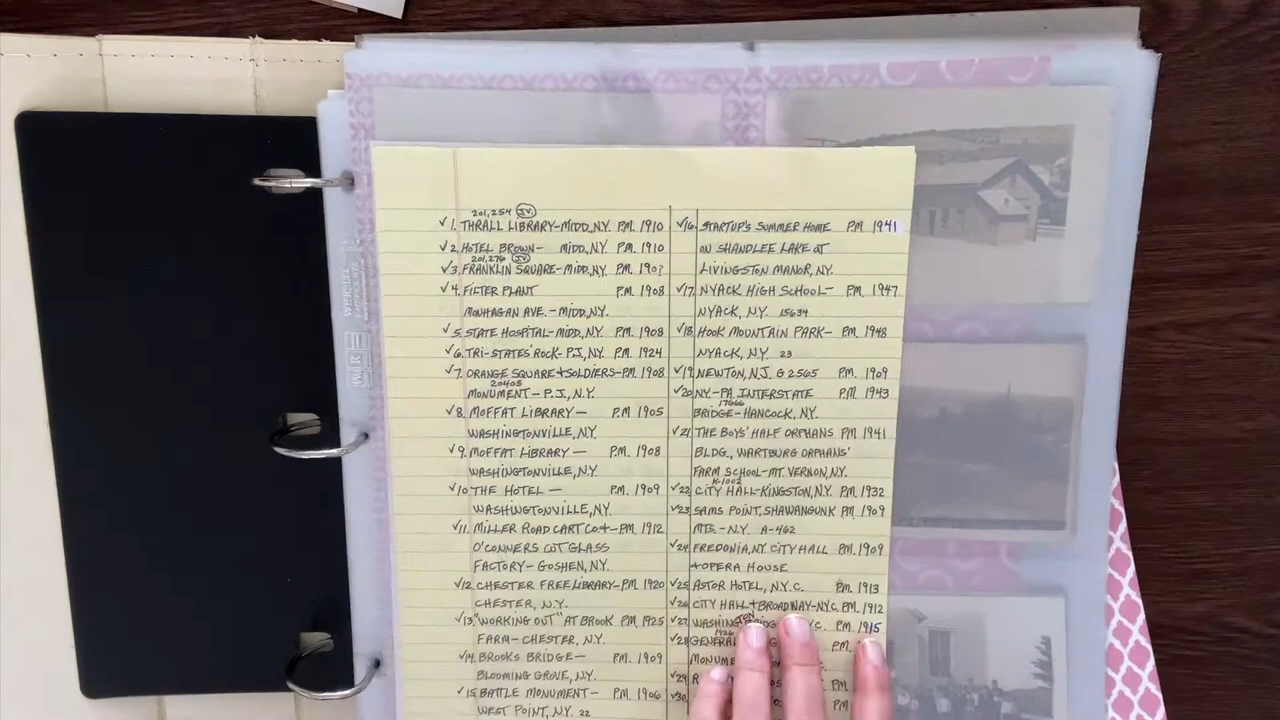 201,254 J.V.
✓1. THRALL LIBRARY-MIDD, N.Y. P.M. 1910
✓2. HOTEL BROWN- MIDD, N.Y. P.M. 1910
201,276 J.V.
✓3. FRANKLIN SQUARE-MIDD, N.Y. P.M. 190?
✓4. FILTER PLANT P.M. 1908
MONHAGAN AVE. - MIDD, N.Y.
✓5. STATE HOSPITAL-MIDD, N.Y. P.M. 1908
✓6. TRI-STATES' ROCK-P.J., N.Y. P.M. 1924
✓7. ORANGE SQUARE + SOLDIERS-P.M. 1908
20405
MONUMENT - P.J., N.Y.
✓8. MOFFAT LIBRARY - P.M 1905
WASHINGTONVILLE, N.Y.
✓9. MOFFAT LIBRARY - P.M. 1908
WASHINGTONVILLE, N.Y
✓10. THE HOTEL - P.M. 1909
WASHINGTONVILLE, N.Y.
✓11. MILLER ROAD CART CO. + - P.M. 1912
O'CONNERS CUT GLASS
FACTORY - GOSHEN, N.Y.
✓12. CHESTER FREE LIBRARY-P.M. 1920
CHESTER, N.Y.
✓13. "WORKING OUT" AT BROOK P.M. 1925
FARM - CHESTER, N.Y.
✓14. BROOKS BRIDGE - P.M. 1909
BLOOMING GROVE, N.Y.
✓15. BATTLE MONUMENT - P.M. 1906
WEST POINT, N.Y. 22
✓16. STARTUP'S SUMMER HOME P.M 1941
ON SHANDLEE LAKE AT
LIVINGSTON MANOR, N.Y.
✓17. NYACK HIGH SCHOOL - P.M. 1947
NYACK, N.Y. 15634
✓18. HOOK MOUNTAIN PARK - P.M. 1948
NYACK, N.Y. 23
✓19. NEWTON, N.J. G 2565 P.M. 1909
✓20. N.Y. - PA. INTERSTATE P.M. 1943
17666
BRIDGE - HANCOCK, N.Y.
✓21. THE BOYS' HALF ORPHANS P.M 1941
BLDG., WARTBURG ORPHANS'
FARM SCHOOL-MT. VERNON, N.Y.
K-1002
✓22. CITY HALL-KINGSTON, N.Y. P.M. 1932
✓23. SAMS POINT, SHAWANGUNK P.M 1909
MTS. - N.Y. A-462
✓24. FREDONIA, N.Y. CITY HALL P.M. 1909
+ OPERA HOUSE
✓25. ASTOR HOTEL, N.Y.C. P.M. 1913
✓26. CITY HALL + BROADWAY-N.Y.C. P.M. 1912
✓27. P.M 1915
✓28. GENERAL P.M.
✓29. P.M
✓30. P.M